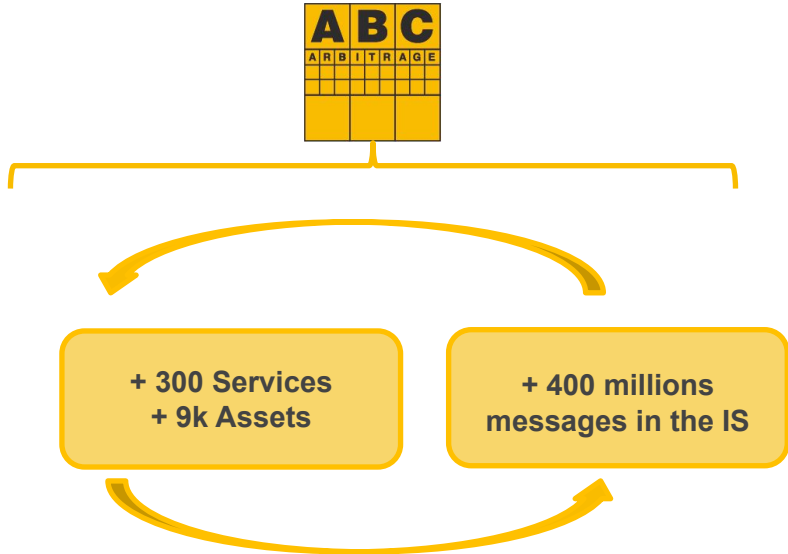 ABC
ARBITRAGE
+ 300 Services
+ 9k Assets
+ 400 millions
messages in the IS